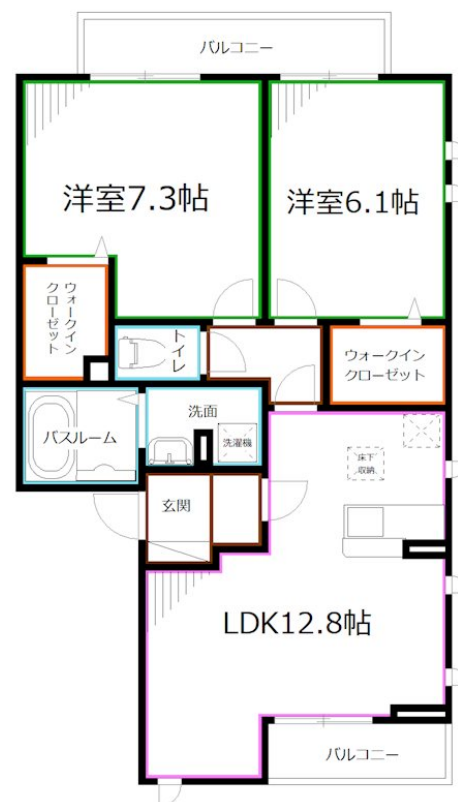 バルコニー
洋室7.3帖
洋室6.1帖
ウォークイン
クローゼット
トイレ
ウォークイン
クローゼット
洗面
バスルーム
洗濯機
床下
収納
玄関
LDK12.8帖
バルコニー